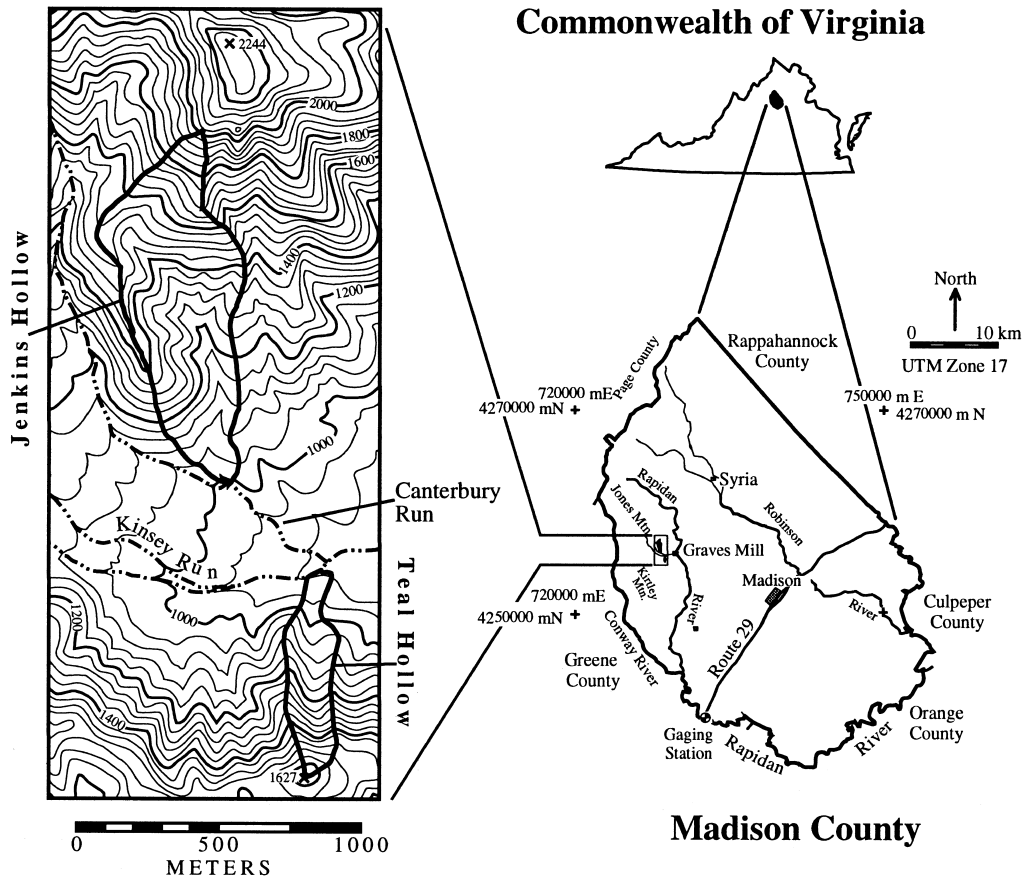 Commonwealth of Virginia
2244
2000
1800
1600
1400
1200
1000
Jenkins Hollow
Canterbury
Run
Kinsey Run
1000
1200
1400
1627
Teal Hollow
0 500 1000
METERS
North
0 10 km
UTM Zone 17
Rappahannock
County
Page County
720000 mE
4270000 mN
750000 m E
4270000 m N
Syria
Rapidan
Jones Mtn.
Robinson
Graves Mill
Kirtley
Mtn.
Madison
720000 mE
4250000 mN
River
River
Culpeper
County
Conway River
Route 29
Greene
County
Orange
County
Gaging
Station
Rapidan
River
Madison County